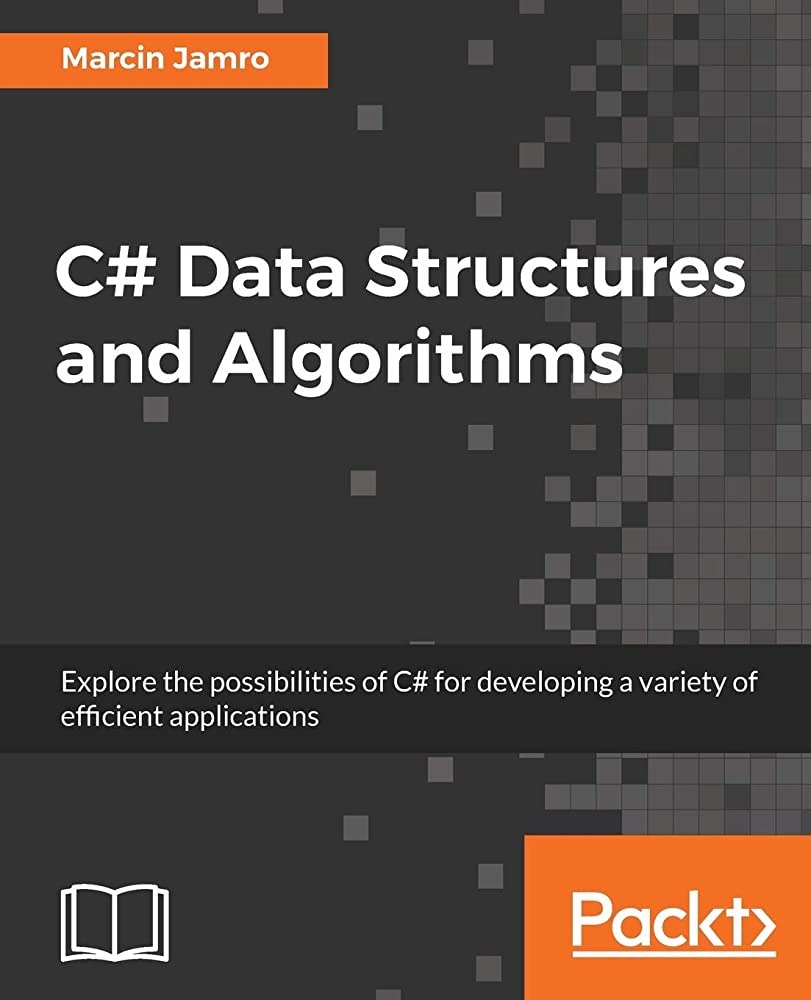 Marcin Jamro
C# Data Structures
and Algorithms
Explore the possibilities of C# for developing a variety of
efficient applications
Packt>